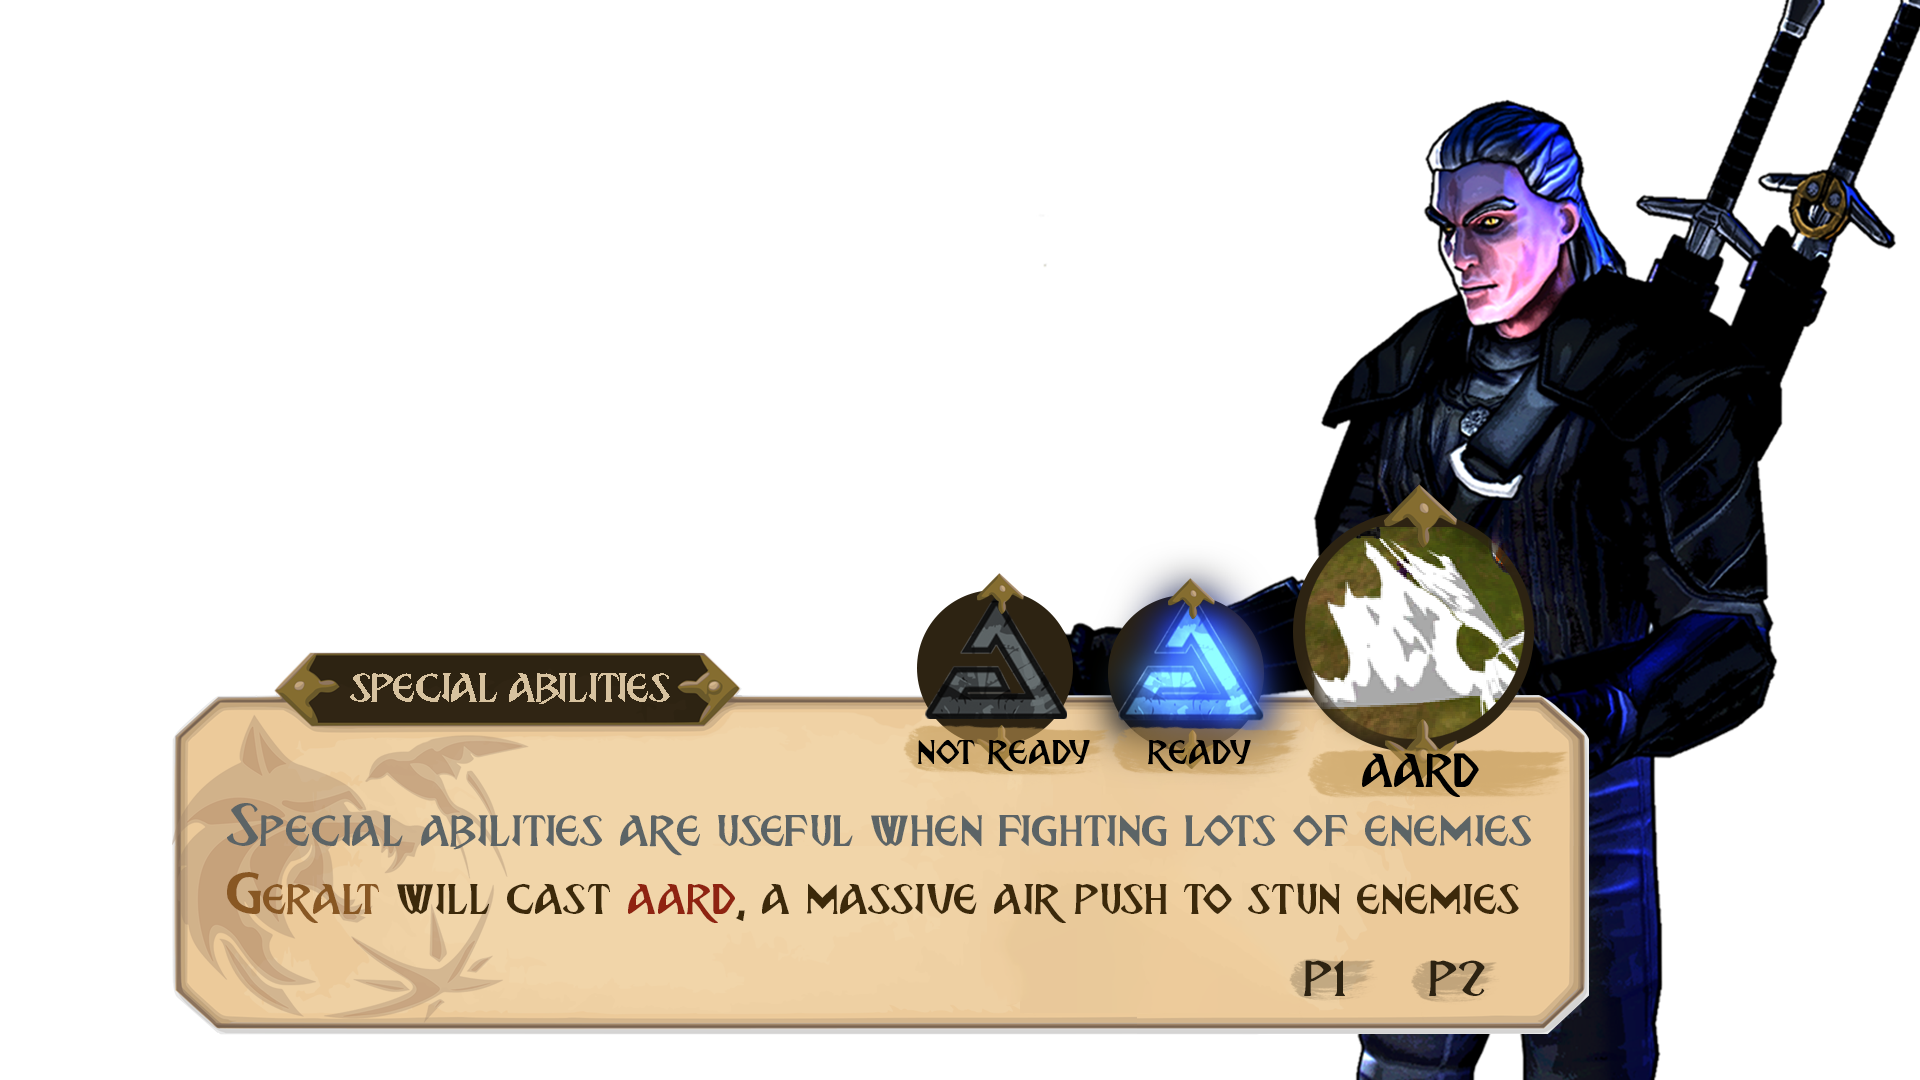 SPECIAL ABILITIES
NOT READY
READY
AARD
SPECIAL ABILITIES ARE USEFUL WHEN FIGHTING LOTS OF ENEMIES
GERALT WILL CAST AARD, A MASSIVE AIR PUSH TO STUN ENEMIES
P1 P2